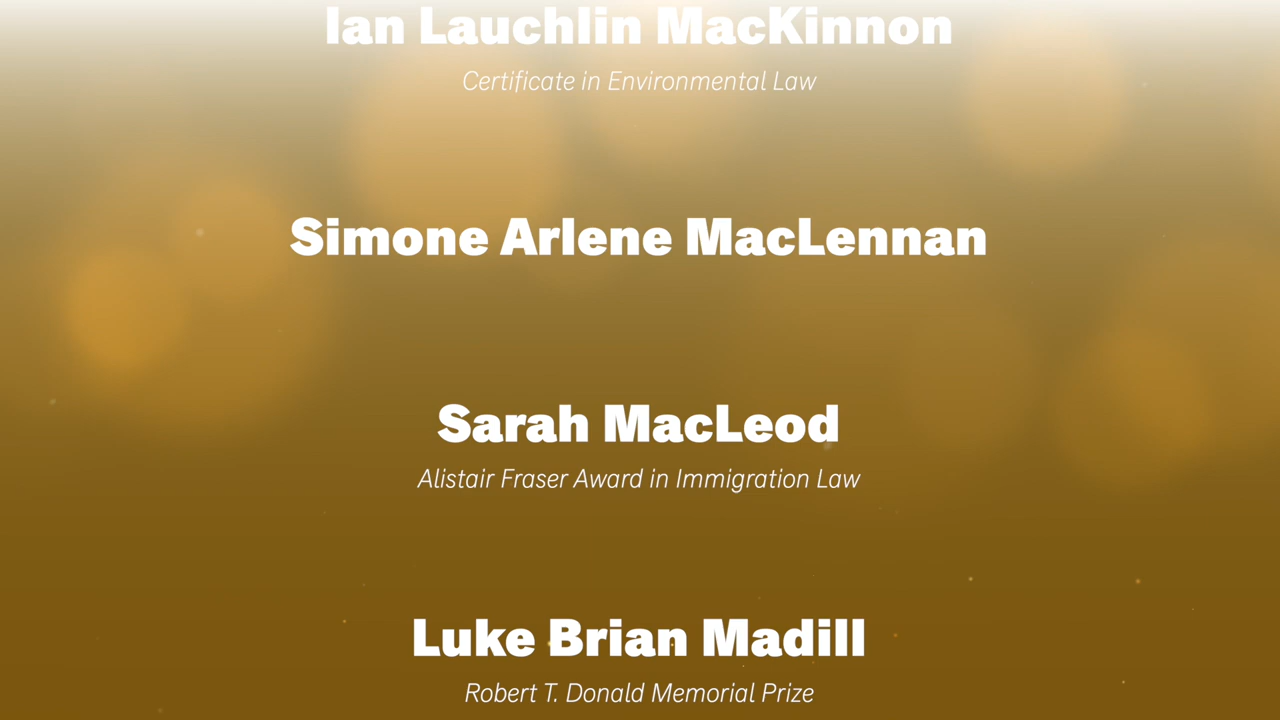 Ian Lauchlin MacKinnon
Certificate in Environmental Law
Simone Arlene MacLennan
Sarah MacLeod
Alistair Fraser Award in Immigration Law
Luke Brian Madill
Robert T. Donald Memorial Prize